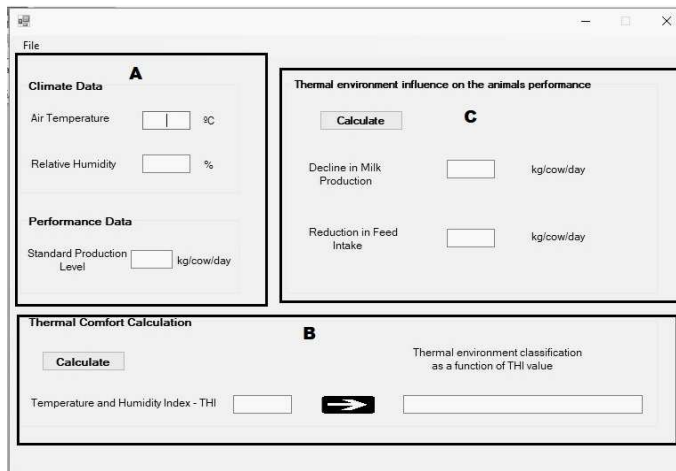 File
A
Climate Data
Air Temperature ºC
Relative Humidity %
Performance Data
Standard Production
Level
kg/cow/day
Thermal environment influence on the animals performance
Calculate
C
Decline in Milk
Production
kg/cow/day
Reduction in Feed
Intake
kg/cow/day
Thermal Comfort Calculation
B
Calculate
Thermal environment classification
as a function of THI value
Temperature and Humidity Index - THI